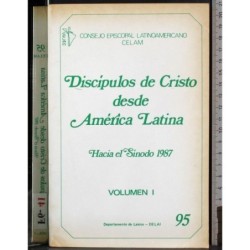 CONSEJO EPISCOPAL LATINOAMERICANO
CELAM
Discípulos de Cristo
desde
América Latina
Hacia el Sínodo 1987
VOLUMEN I
Departamento de Laicos - CELAM
95